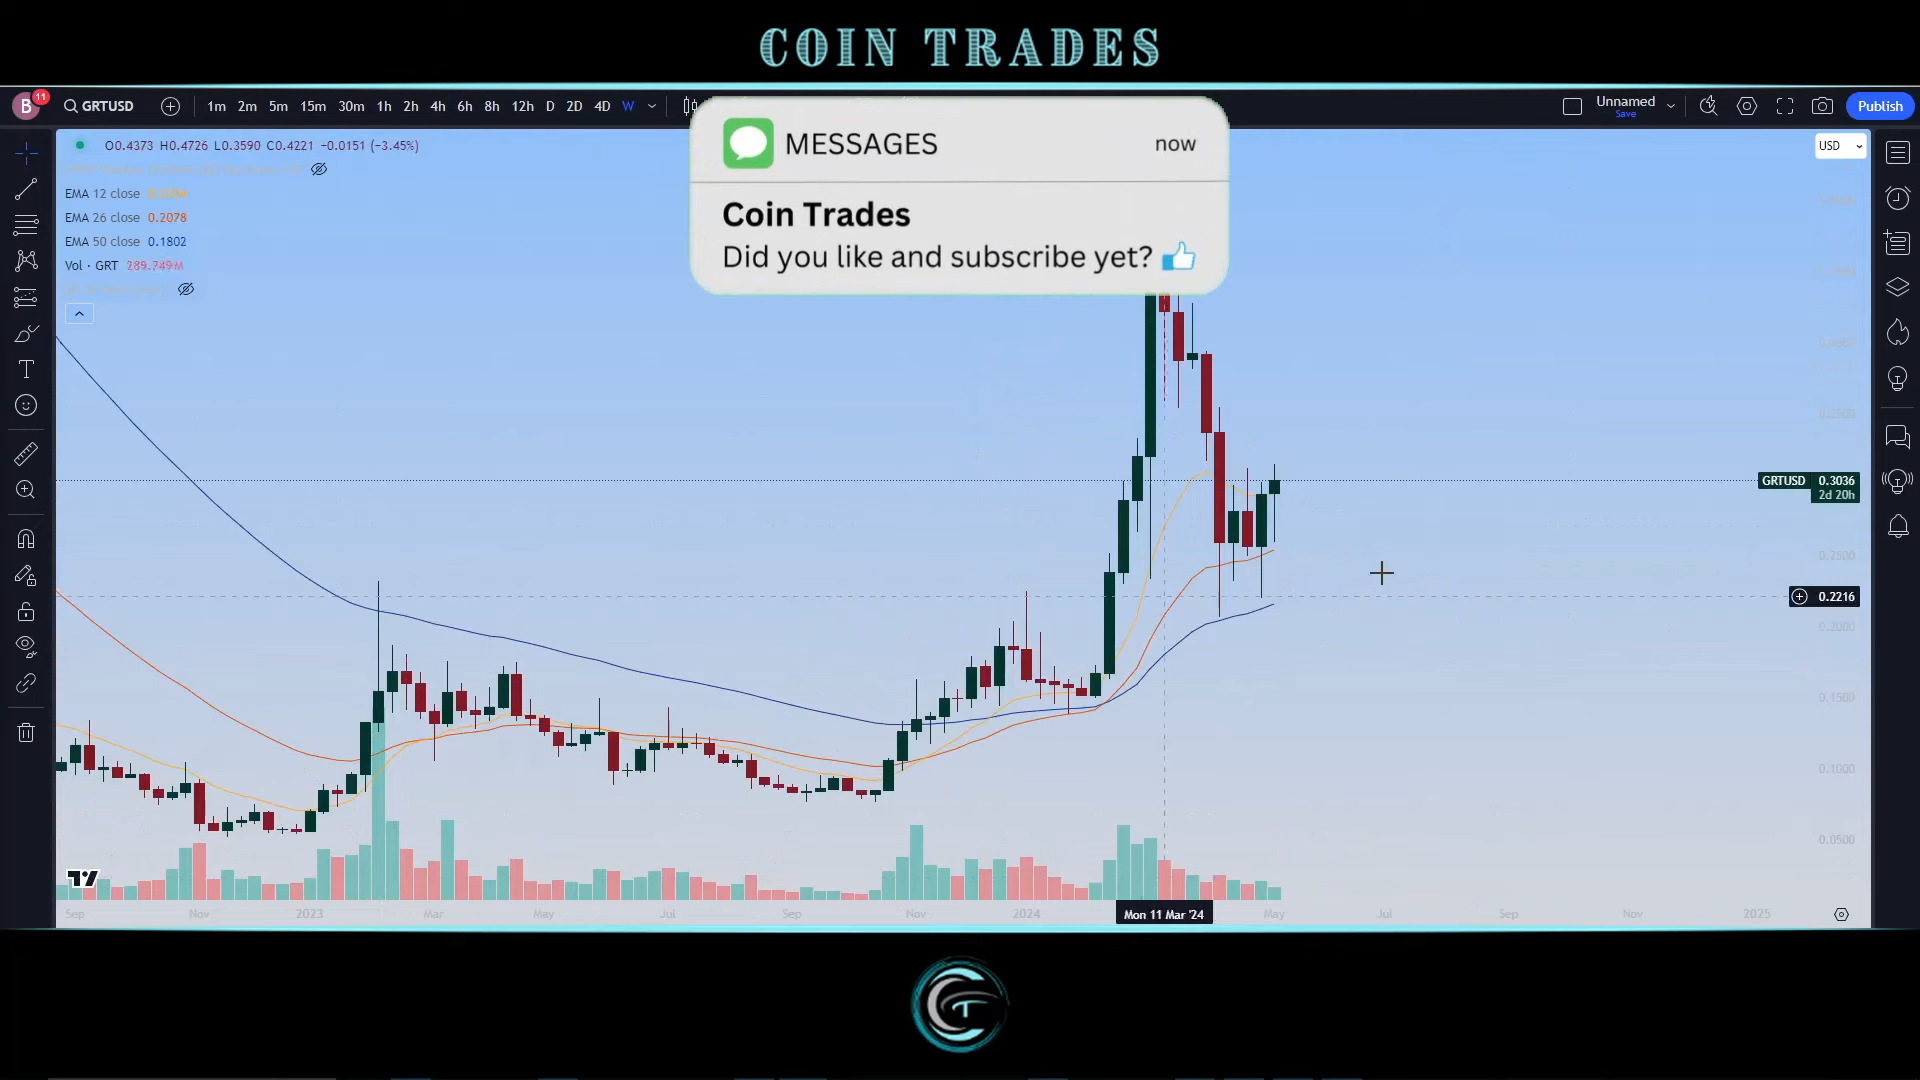 COIN TRADES
B 11 GRTUSD 1m 2m 5m 15m 30m 1h 2h 4h 6h 8h 12h D 2D 4D W Unnamed Save Publish
MESSAGES now
Coin Trades
Did you like and subscribe yet? 👍
O0.4373 H0.4726 L0.3590 C0.4221 −0.0151 (−3.45%)
EMA 12 close
EMA 26 close 0.2078
EMA 50 close 0.1802
Vol · GRT 289.749M
USD
0.4000
GRTUSD 0.3036
2d 20h
0.2500
0.2216
0.2000
0.1500
0.1000
0.0500
Sep Nov 2023 Mar May Jul Sep Nov 2024 Mon 11 Mar '24 May Jul Sep Nov 2025